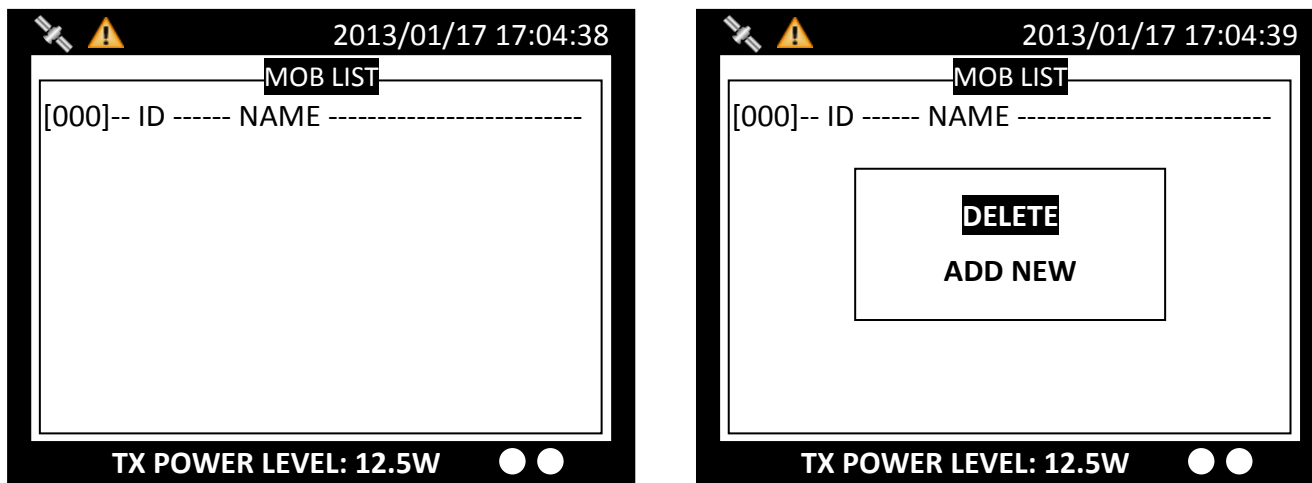 2013/01/17 17:04:38
MOB LIST
[000]-- ID ------ NAME --------------------------
TX POWER LEVEL: 12.5W
2013/01/17 17:04:39
MOB LIST
[000]-- ID ------ NAME --------------------------
DELETE
ADD NEW
TX POWER LEVEL: 12.5W